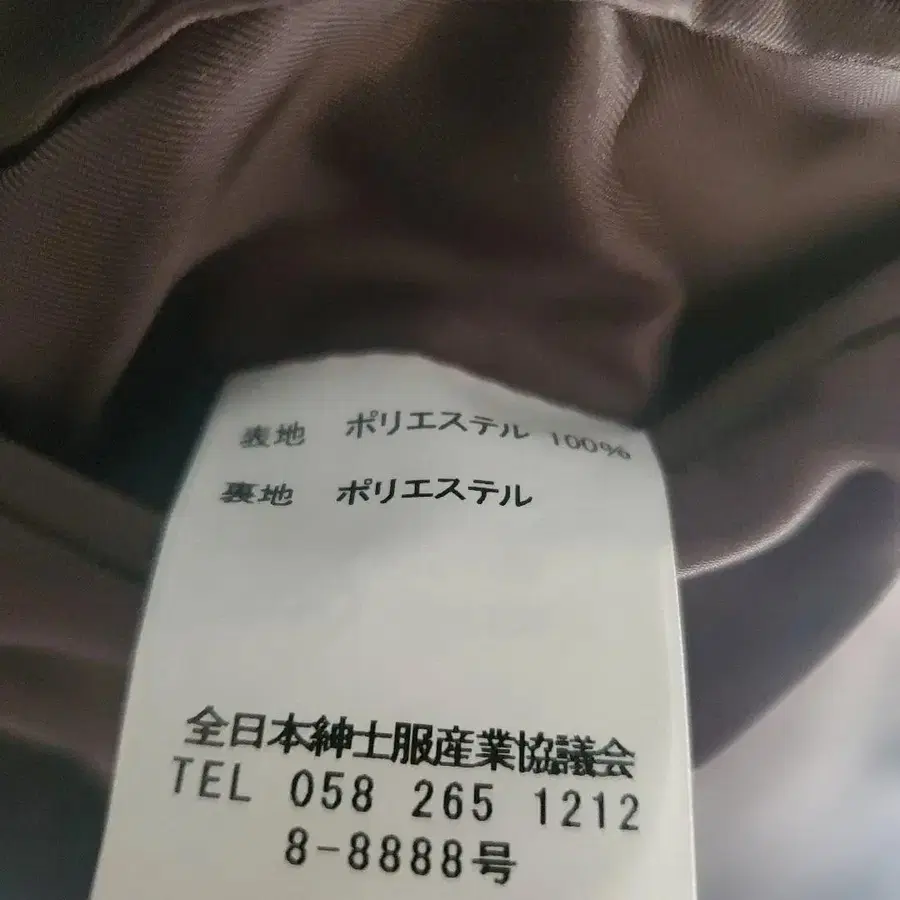 表地 ポリエステル 100%
裏地 ポリエステル
全日本紳士服産業協議会
TEL 058 265 1212
8-8888号